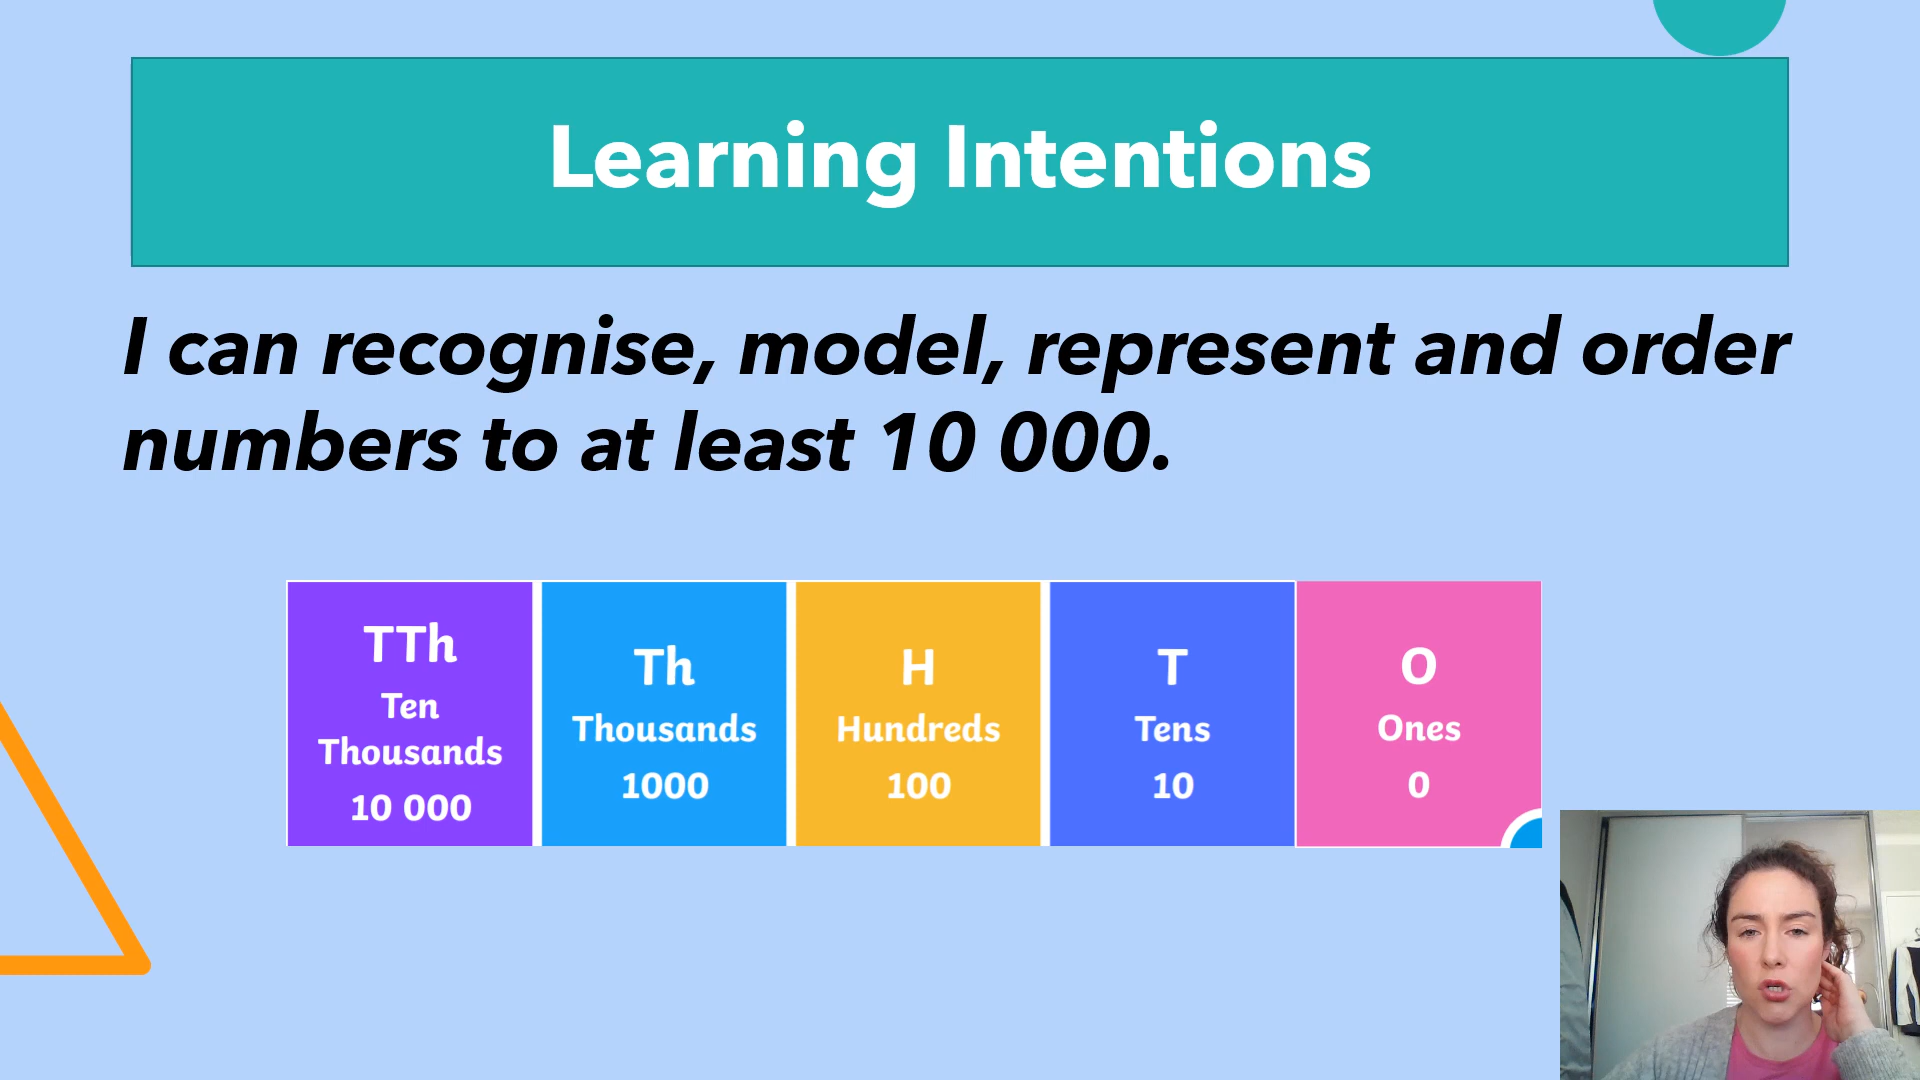 Learning Intentions
I can recognise, model, represent and order
numbers to at least 10 000.
TTh
Ten
Thousands
10 000
Th
Thousands
1000
H
Hundreds
100
T
Tens
10
O
Ones
0